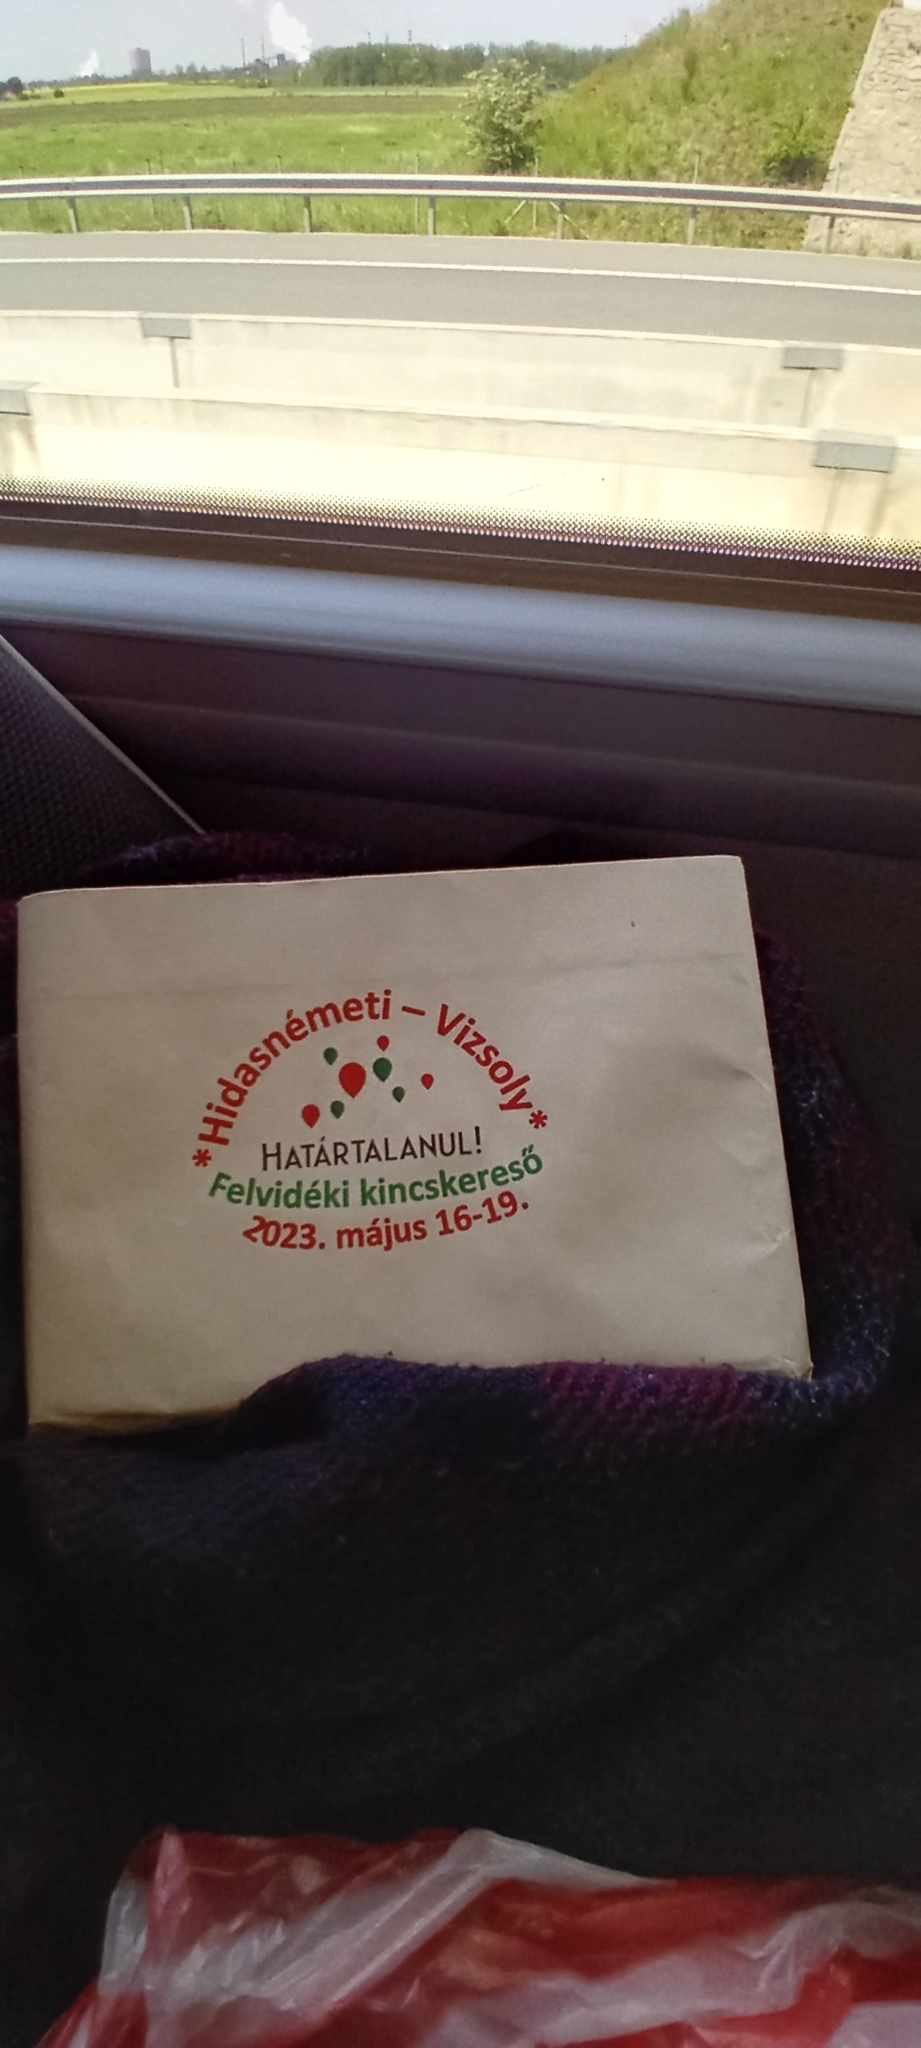 *Hidasnémeti – Vizsoly*
HATÁRTALANUL!
Felvidéki kincskereső
2023. május 16-19.